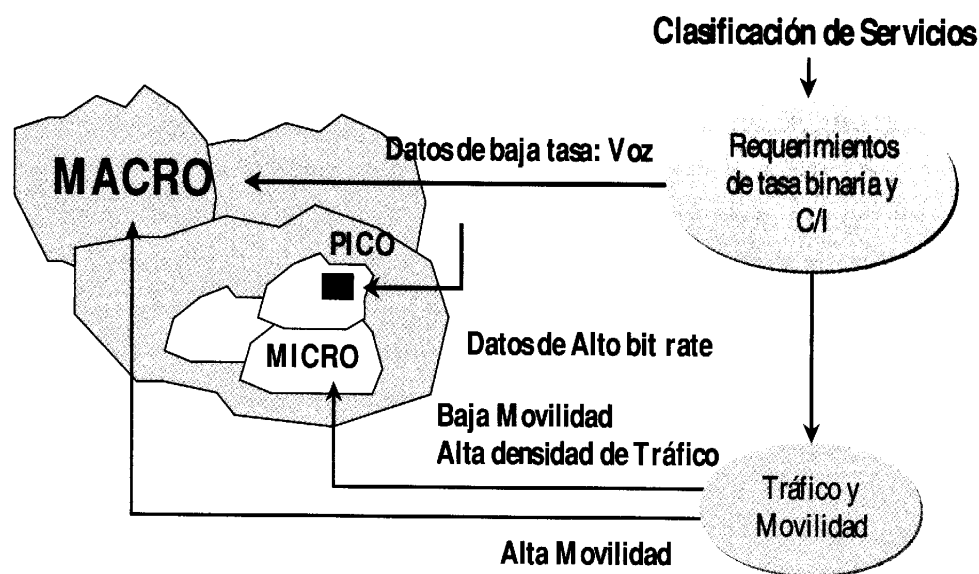 Clasificación de Servicios
Datos de baja tasa: Voz
Requerimientos
de tasa binaria y
C/I
MACRO
PICO
MICRO
Datos de Alto bit rate
Baja Movilidad
Alta densidad de Tráfico
Tráfico y
Movilidad
Alta Movilidad